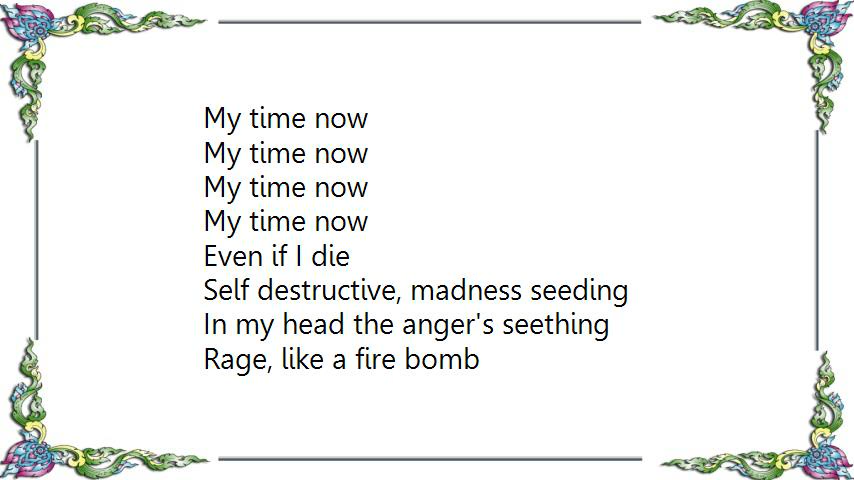 My time now
My time now
My time now
My time now
Even if I die
Self destructive, madness seeding
In my head the anger's seething
Rage, like a fire bomb